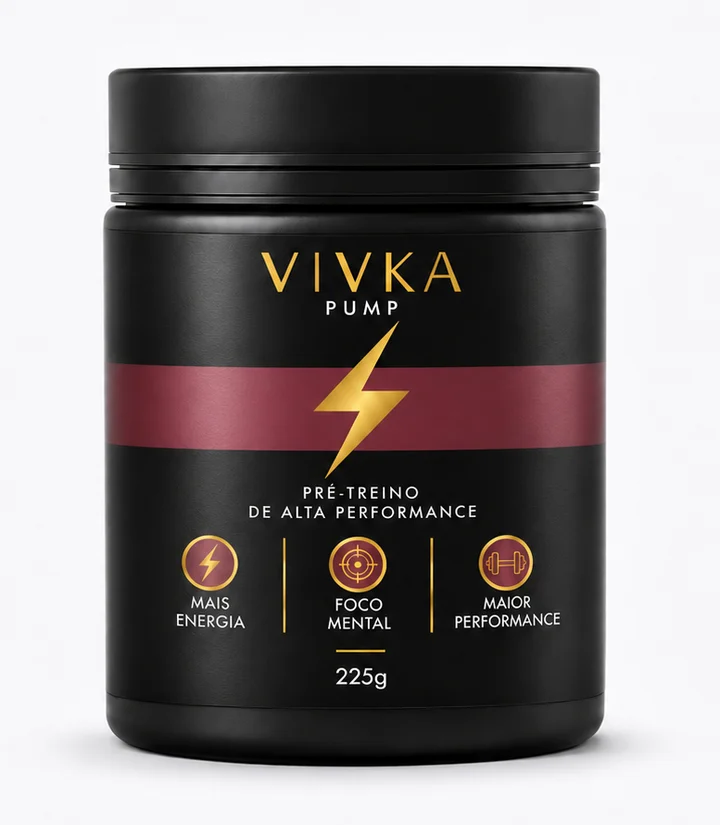 VIVKA
PUMP
PRÉ-TREINO
DE ALTA PERFORMANCE
MAIS
ENERGIA
FOCO
MENTAL
MAIOR
PERFORMANCE
225g